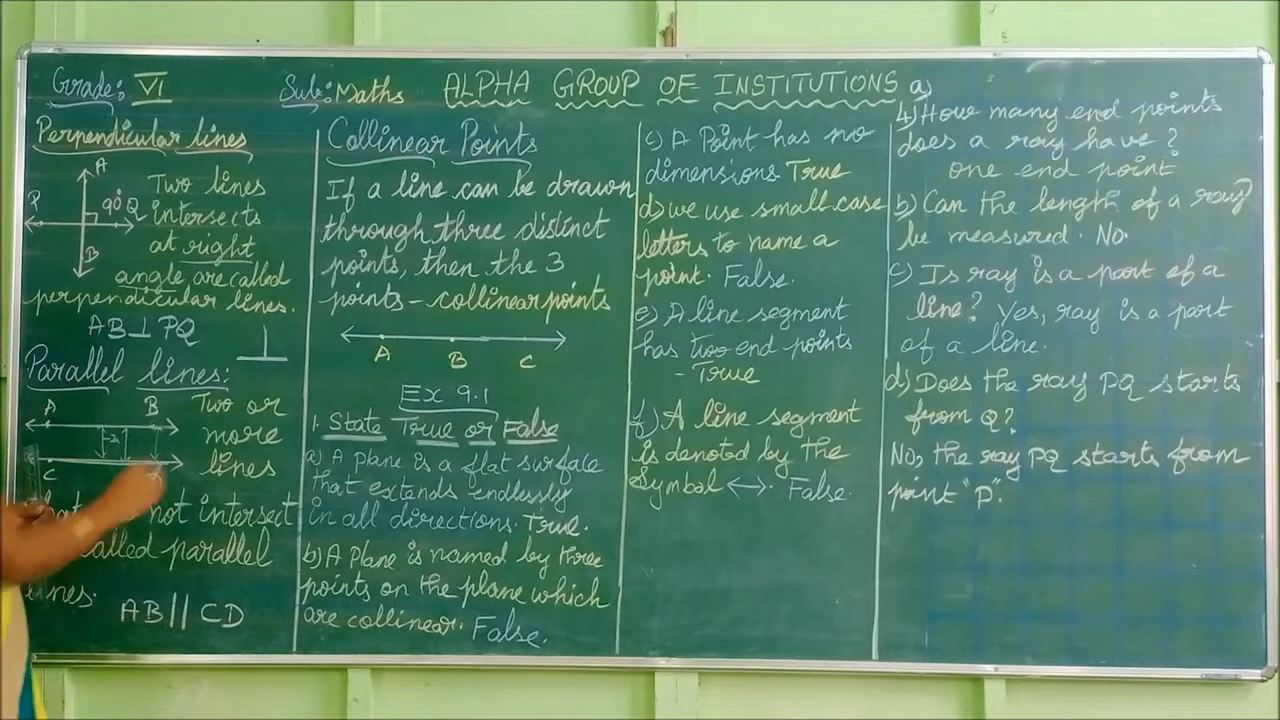 Grade: VI Sub: Maths ALPHA GROUP OF INSTITUTIONS
Perpendicular lines
A
P 90° Q
B
Two lines
intersects
at right
angle are called
perpendicular lines.
AB ⊥ PQ
Parallel lines:
A B
C
Two or
more
lines
not intersect
called parallel
lines.
AB || CD
Collinear Points
If a line can be drawn
through three distinct
points, then the 3
points - collinear points
A B C
Ex 9.1
1. State True or False
a) A plane is a flat surface
that extends endlessly
in all directions. True.
b) A Plane is named by three
points on the plane which
are collinear. False.
c) A Point has no
dimensions True
d) we use small case
letters to name a
point. False.
e) A line segment
has two end points
- True
f) A line segment
is denoted by the
Symbol ↔. False.
a)
4) How many end points
does a ray have?
one end point
b) Can the length of a ray
be measured. No.
c) Is ray is a part of a
line? Yes, ray is a part
of a line.
d) Does the ray PQ starts
from Q?
No, the ray PQ starts from
point "P".